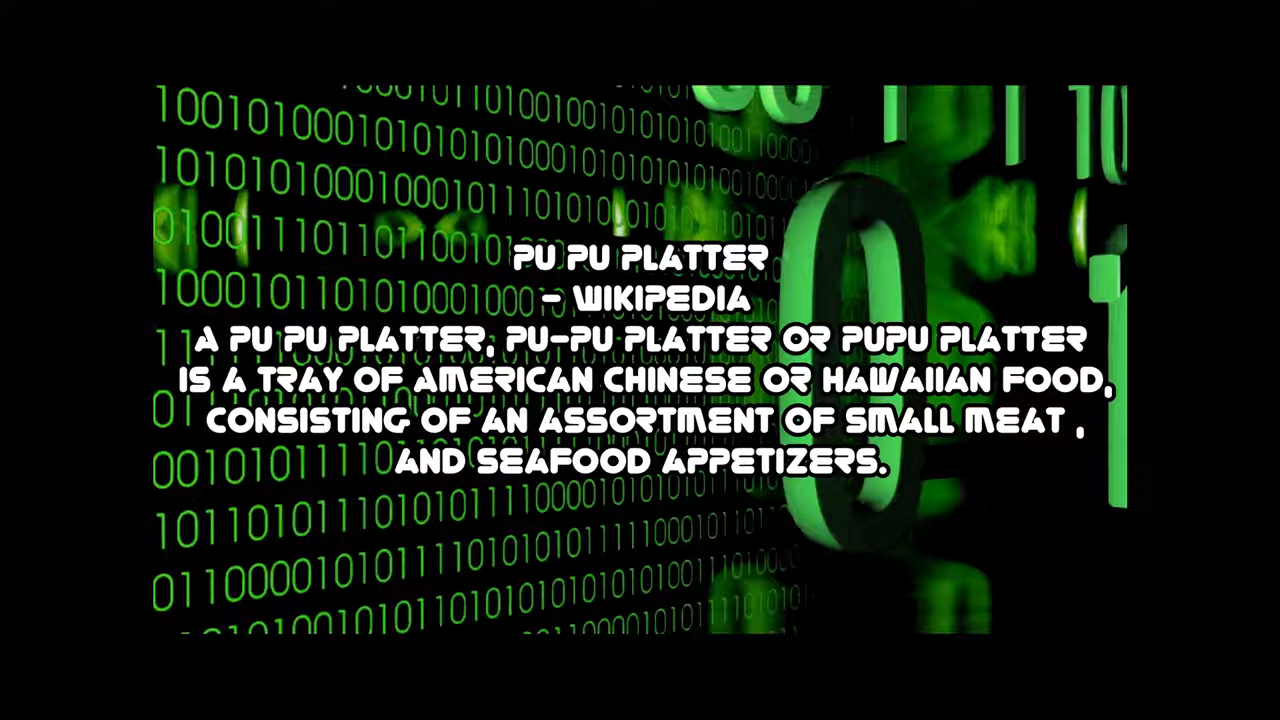 PU PU PLATTER
- WIKIPEDIA
A PU PU PLATTER, PU-PU PLATTER OR PUPU PLATTER
IS A TRAY OF AMERICAN CHINESE OR HAWAIIAN FOOD,
CONSISTING OF AN ASSORTMENT OF SMALL MEAT ,
AND SEAFOOD APPETIZERS.